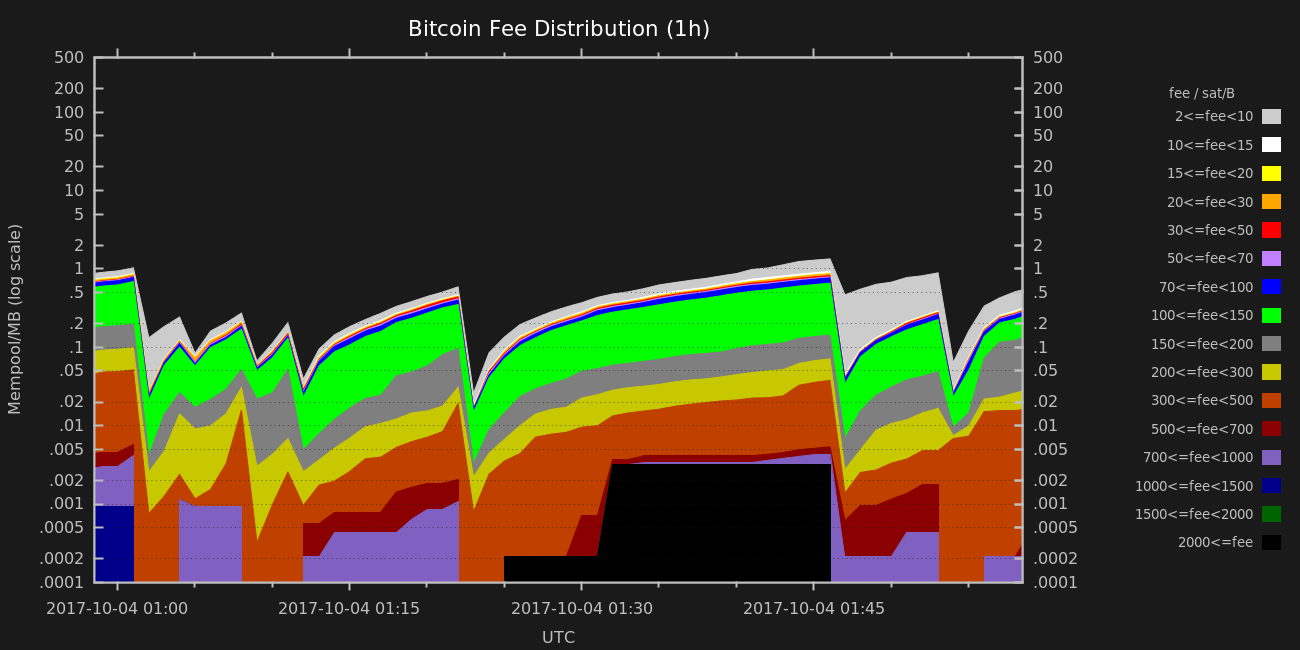 Bitcoin Fee Distribution (1h)
500 500
200 200
100 100
50 50
20 20
10 10
5 5
2 2
1 1
.5 .5
.2 .2
.1 .1
.05 .05
.02 .02
.01 .01
.005 .005
.002 .002
.001 .001
.0005 .0005
.0002 .0002
.0001 .0001
Mempool/MB (log scale)
2017-10-04 01:00 2017-10-04 01:15 2017-10-04 01:30 2017-10-04 01:45
UTC
fee / sat/B
2<=fee<10
10<=fee<15
15<=fee<20
20<=fee<30
30<=fee<50
50<=fee<70
70<=fee<100
100<=fee<150
150<=fee<200
200<=fee<300
300<=fee<500
500<=fee<700
700<=fee<1000
1000<=fee<1500
1500<=fee<2000
2000<=fee